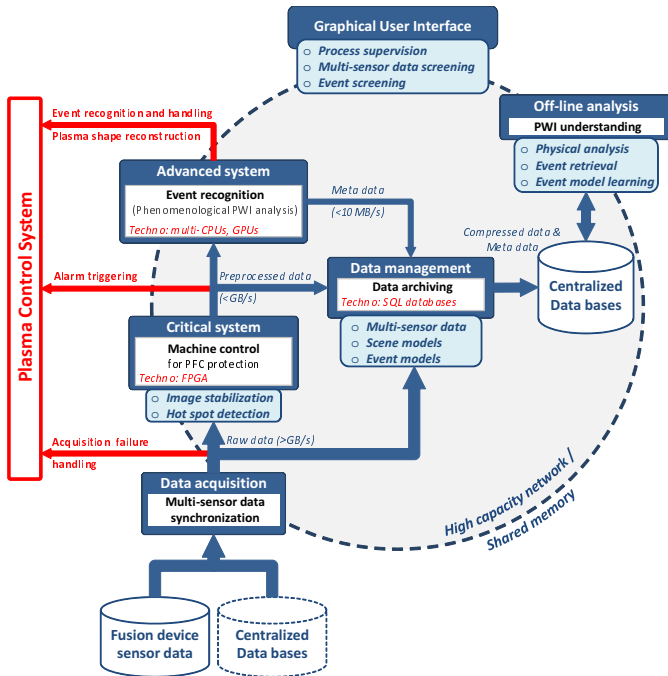 Graphical User Interface
o Process supervision
o Multi-sensor data screening
o Event screening
Off-line analysis
PWI understanding
o Physical analysis
o Event retrieval
o Event model learning
Plasma Control System
Event recognition and handling
Plasma shape reconstruction
Advanced system
Event recognition
(Phenomenological PWI analysis)
Techno: multi-CPUs, GPUs
Meta data
(<10 MB/s)
Compressed data &
Meta data
Alarm triggering
Preprocessed data
(<GB/s)
Data management
Data archiving
Techno: SQL databases
o Multi-sensor data
o Scene models
o Event models
Centralized
Data bases
Critical system
Machine control
for PFC protection
Techno: FPGA
o Image stabilization
o Hot spot detection
Acquisition failure
handling
Raw data (>GB/s)
High capacity network /
Shared memory
Data acquisition
Multi-sensor data
synchronization
Fusion device
sensor data
Centralized
Data bases